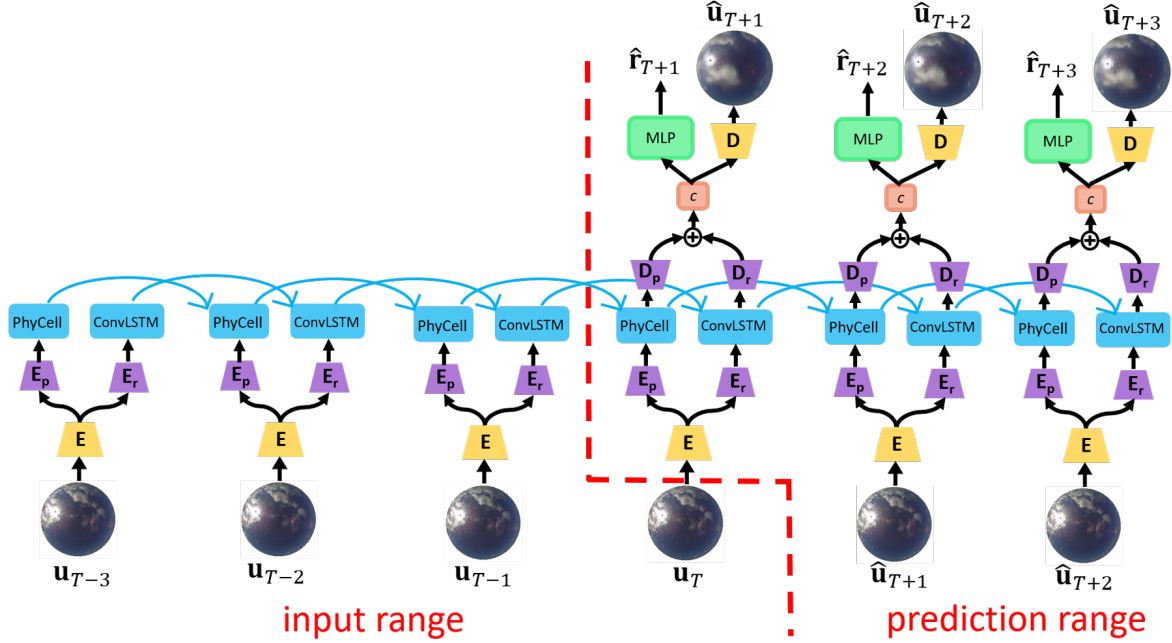 û_{T+1} û_{T+2} û_{T+3}
r̂_{T+1} r̂_{T+2} r̂_{T+3}
MLP D MLP D MLP D
c c c
+ + +
D_p D_r D_p D_r D_p D_r
PhyCell ConvLSTM PhyCell ConvLSTM PhyCell ConvLSTM PhyCell ConvLSTM PhyCell ConvLSTM PhyCell ConvLSTM
E_p E_r E_p E_r E_p E_r E_p E_r E_p E_r E_p E_r
E E E E E E
u_{T−3} u_{T−2} u_{T−1} u_T û_{T+1} û_{T+2}
input range prediction range